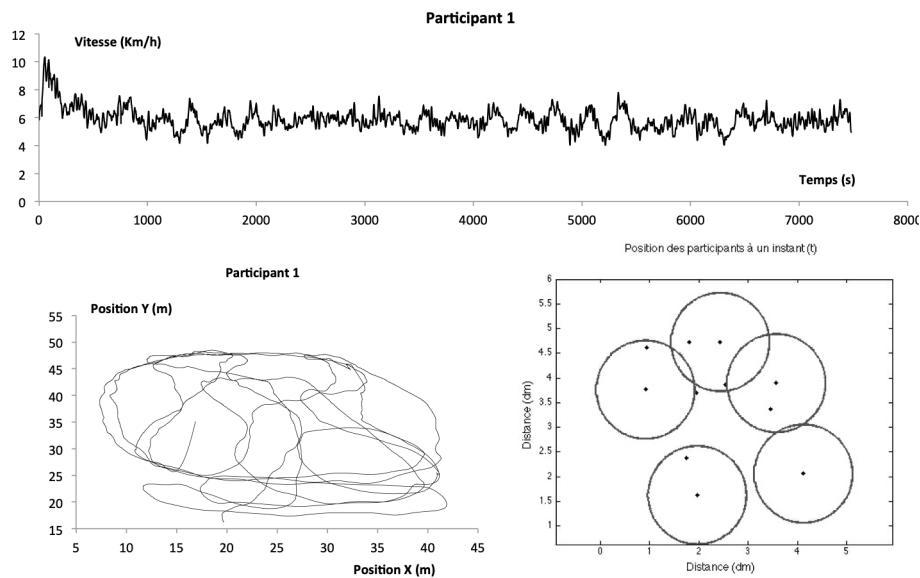 Participant 1
Vitesse (Km/h)
12
10
8
6
4
2
0
Temps (s)
0 1000 2000 3000 4000 5000 6000 7000 8000
Position des participants à un instant (t)
Participant 1
Position Y (m)
55
50
45
40
35
30
25
20
15
5 10 15 20 25 30 35 40 45
Position X (m)
6
5.5
5
4.5
4
3.5
3
2.5
2
1.5
1
Distance (dm)
0 1 2 3 4 5
Distance (dm)